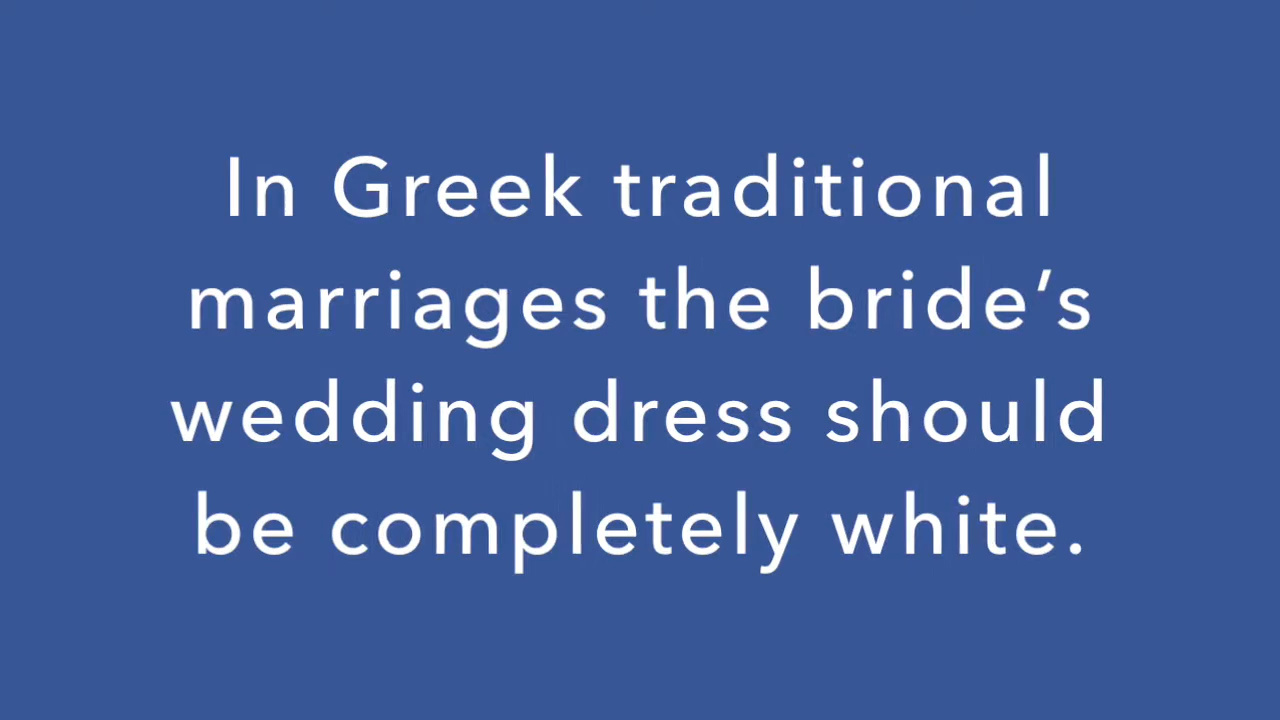 In Greek traditional
marriages the bride’s
wedding dress should
be completely white.